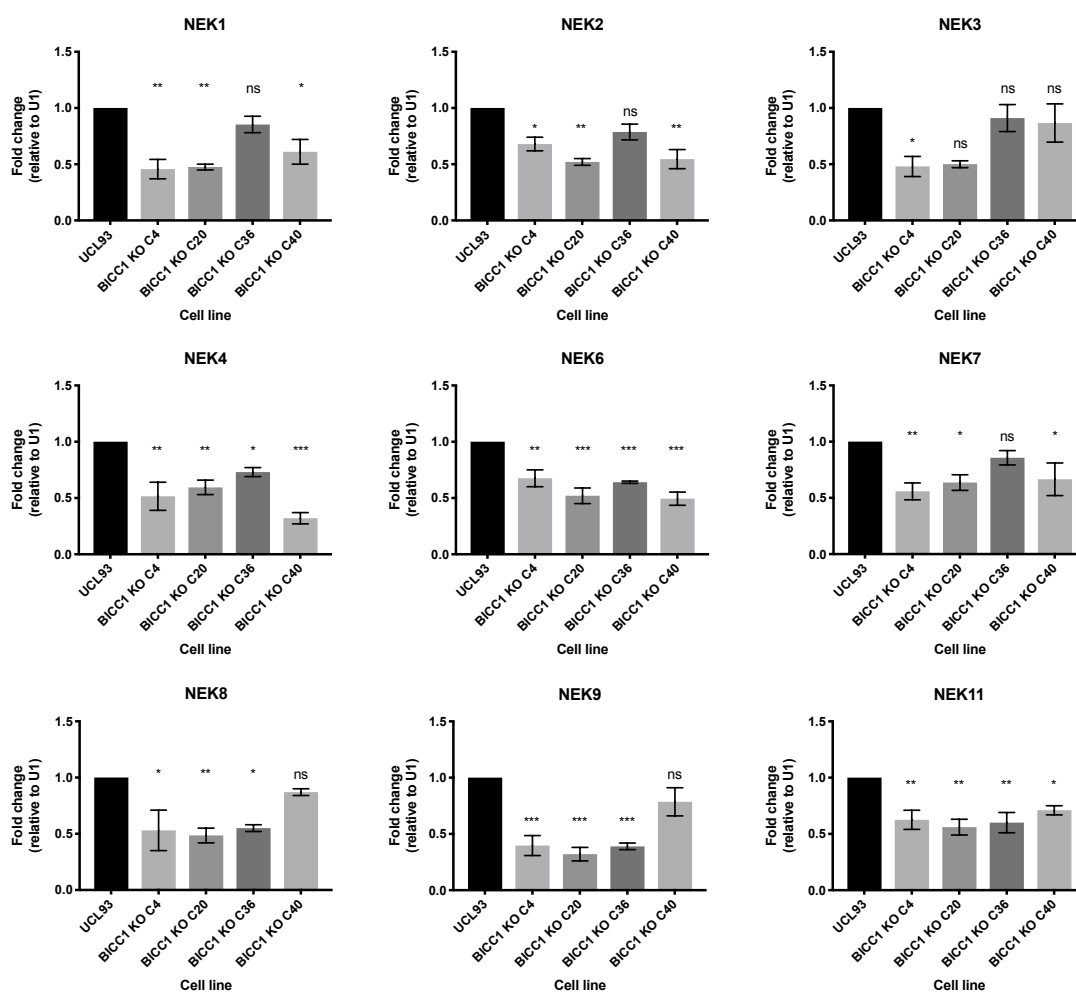 NEK1
Fold change
(relative to U1)
1.5
1.0
0.5
0.0
** ** ns *
UCL93
BICC1 KO C4
BICC1 KO C20
BICC1 KO C36
BICC1 KO C40
Cell line
NEK2
Fold change
(relative to U1)
1.5
1.0
0.5
0.0
* ** ns **
UCL93
BICC1 KO C4
BICC1 KO C20
BICC1 KO C36
BICC1 KO C40
Cell line
NEK3
Fold change
(relative to U1)
1.5
1.0
0.5
0.0
* ns ns ns
UCL93
BICC1 KO C4
BICC1 KO C20
BICC1 KO C36
BICC1 KO C40
Cell line
NEK4
Fold change
(relative to U1)
1.5
1.0
0.5
0.0
** ** * ***
UCL93
BICC1 KO C4
BICC1 KO C20
BICC1 KO C36
BICC1 KO C40
Cell line
NEK6
Fold change
(relative to U1)
1.5
1.0
0.5
0.0
** *** *** ***
UCL93
BICC1 KO C4
BICC1 KO C20
BICC1 KO C36
BICC1 KO C40
Cell line
NEK7
Fold change
(relative to U1)
1.5
1.0
0.5
0.0
** * ns *
UCL93
BICC1 KO C4
BICC1 KO C20
BICC1 KO C36
BICC1 KO C40
Cell line
NEK8
Fold change
(relative to U1)
1.5
1.0
0.5
0.0
* ** * ns
UCL93
BICC1 KO C4
BICC1 KO C20
BICC1 KO C36
BICC1 KO C40
Cell line
NEK9
Fold change
(relative to U1)
1.5
1.0
0.5
0.0
*** *** *** ns
UCL93
BICC1 KO C4
BICC1 KO C20
BICC1 KO C36
BICC1 KO C40
Cell line
NEK11
Fold change
(relative to U1)
1.5
1.0
0.5
0.0
** ** ** *
UCL93
BICC1 KO C4
BICC1 KO C20
BICC1 KO C36
BICC1 KO C40
Cell line